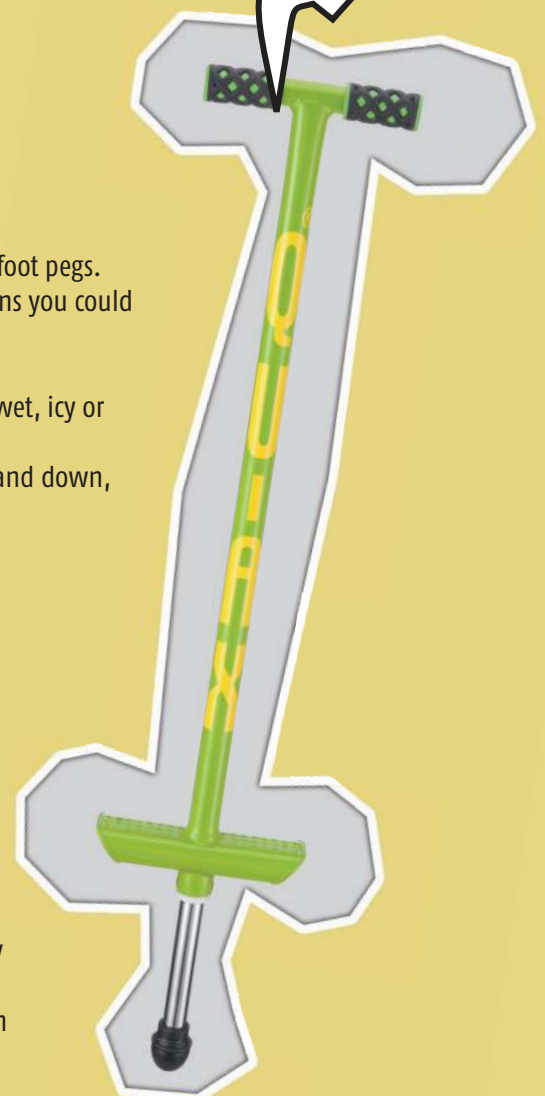 foot pegs.
ns you could
wet, icy or
and down,
QU-AX
y
n